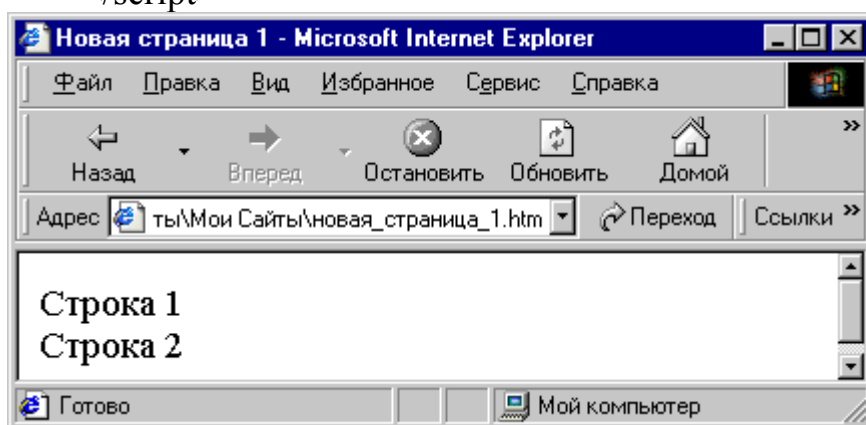 /script
Новая страница 1 - Microsoft Internet Explorer
Файл Правка Вид Избранное Сервис Справка
»
Назад Вперед Остановить Обновить Домой
Адрес ты\Мои Сайты\новая_страница_1.htm Переход Ссылки »
Строка 1
Строка 2
Готово Мой компьютер